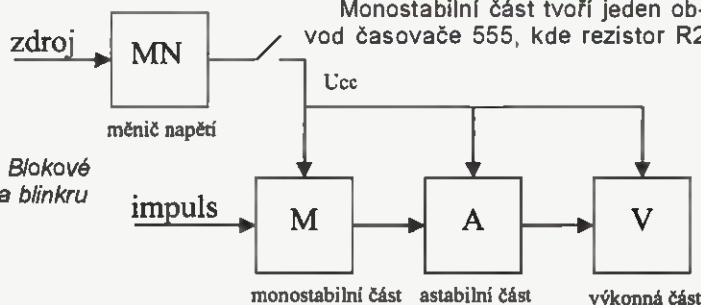 Monostabilní část tvoří jeden ob-
vod časovače 555, kde rezistor R2
zdroj
MN
Ucc
měnič napětí
Blokové
a blinkru
impuls
M
A
V
monostabilní část
astabilní část
výkonná část